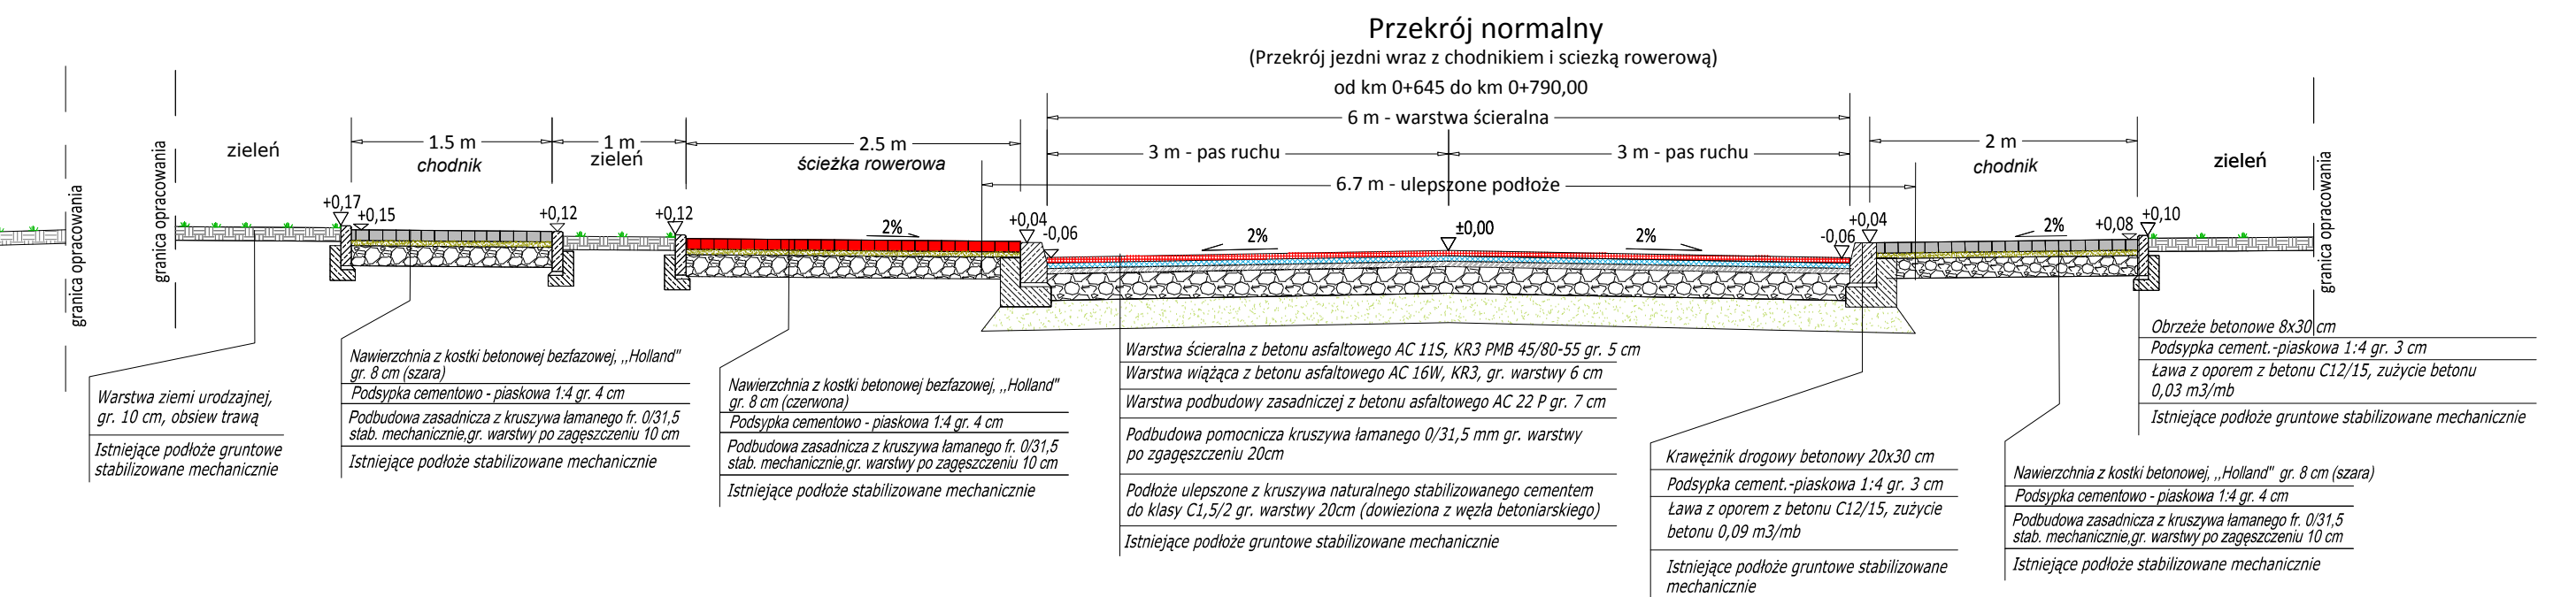 Przekrój normalny
(Przekrój jezdni wraz z chodnikiem i sciezką rowerową)
od km 0+645 do km 0+790,00
6 m - warstwa ścieralna
3 m - pas ruchu
3 m - pas ruchu
6.7 m - ulepszone podłoże
granica opracowania
granica opracowania
zieleń
1.5 m
chodnik
1 m
zieleń
2.5 m
ścieżka rowerowa
2 m
chodnik
zieleń
granica opracowania
+0,17
+0,15
+0,12
+0,12
2%
+0,04
-0,06
2%
±0,00
2%
-0,06
+0,04
2%
+0,08
+0,10
Warstwa ziemi urodzajnej,
gr. 10 cm, obsiew trawą
Istniejące podłoże gruntowe
stabilizowane mechanicznie
Nawierzchnia z kostki betonowej bezfazowej, ,,Holland"
gr. 8 cm (szara)
Podsypka cementowo - piaskowa 1:4 gr. 4 cm
Podbudowa zasadnicza z kruszywa łamanego fr. 0/31,5
stab. mechanicznie,gr. warstwy po zagęszczeniu 10 cm
Istniejące podłoże stabilizowane mechanicznie
Nawierzchnia z kostki betonowej bezfazowej, ,,Holland"
gr. 8 cm (czerwona)
Podsypka cementowo - piaskowa 1:4 gr. 4 cm
Podbudowa zasadnicza z kruszywa łamanego fr. 0/31,5
stab. mechanicznie,gr. warstwy po zagęszczeniu 10 cm
Istniejące podłoże stabilizowane mechanicznie
Warstwa ścieralna z betonu asfaltowego AC 11S, KR3 PMB 45/80-55 gr. 5 cm
Warstwa wiążąca z betonu asfaltowego AC 16W, KR3, gr. warstwy 6 cm
Warstwa podbudowy zasadniczej z betonu asfaltowego AC 22 P gr. 7 cm
Podbudowa pomocnicza kruszywa łamanego 0/31,5 mm gr. warstwy
po zgagęszczeniu 20cm
Podłoże ulepszone z kruszywa naturalnego stabilizowanego cementem
do klasy C1,5/2 gr. warstwy 20cm (dowieziona z węzła betoniarskiego)
Istniejące podłoże gruntowe stabilizowane mechanicznie
Krawężnik drogowy betonowy 20x30 cm
Podsypka cement.-piaskowa 1:4 gr. 3 cm
Ława z oporem z betonu C12/15, zużycie
betonu 0,09 m3/mb
Istniejące podłoże gruntowe stabilizowane
mechanicznie
Nawierzchnia z kostki betonowej, ,,Holland" gr. 8 cm (szara)
Podsypka cementowo - piaskowa 1:4 gr. 4 cm
Podbudowa zasadnicza z kruszywa łamanego fr. 0/31,5
stab. mechanicznie,gr. warstwy po zagęszczeniu 10 cm
Istniejące podłoże stabilizowane mechanicznie
Obrzeże betonowe 8x30 cm
Podsypka cement.-piaskowa 1:4 gr. 3 cm
Ława z oporem z betonu C12/15, zużycie betonu
0,03 m3/mb
Istniejące podłoże gruntowe stabilizowane mechanicznie